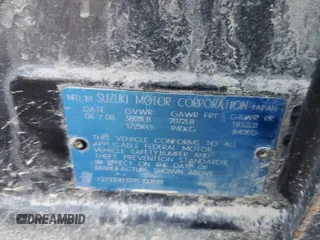 MFD. BY SUZUKI MOTOR CORPORATION JAPAN
DATE GVWR GAWR FRT GAWR RR
06 / 08 3803LB 2072LB 1852LB
1725KG 940KG 840KG
THIS VEHICLE CONFORMS TO ALL
APPLICABLE FEDERAL MOTOR
VEHICLE SAFETY,BUMPER AND
THEFT PREVENTION STANDARDS
IN EFFECT ON THE DATE OF
MANUFACTURE SHOWN ABOVE
DREAMBID